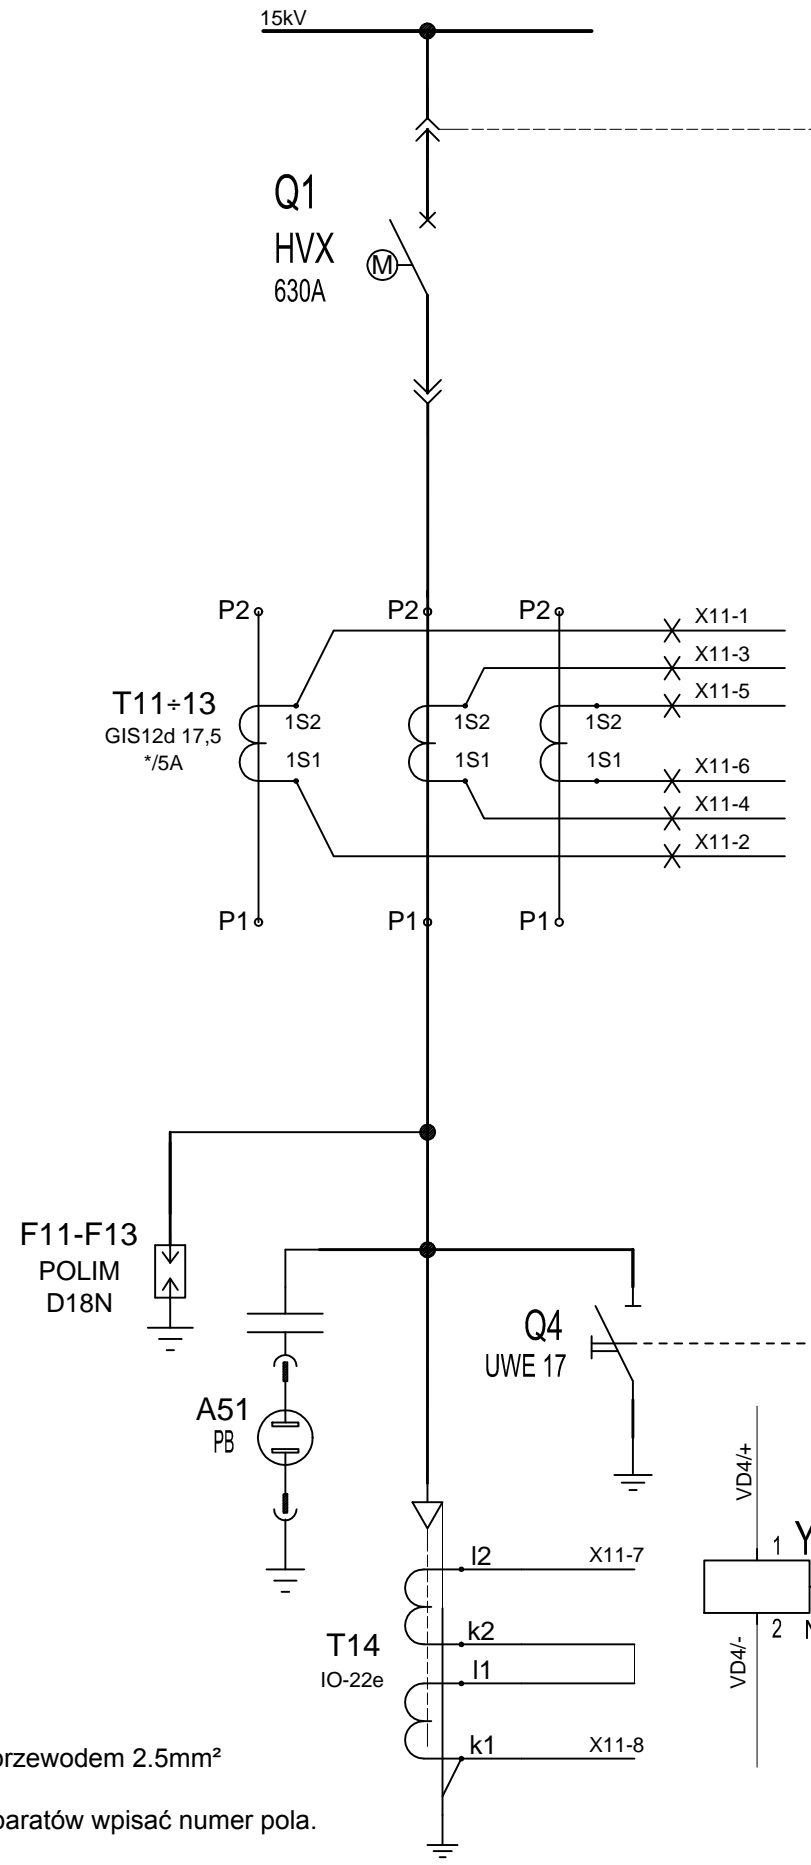 15kV
Q1
HVX
630A
M
P2
P2
P2
X11-1
X11-3
X11-5
T11÷13
GIS12d 17,5
*/5A
1S2
1S2
1S2
1S1
1S1
1S1
X11-6
X11-4
X11-2
P1
P1
P1
F11-F13
POLIM
D18N
Q4
UWE 17
A51
PB
VD4/+
1
Y
2
VD4/-
l2
X11-7
k2
T14
IO-22e
l1
k1
X11-8
przewodem 2.5mm²
paratów wpisać numer pola.